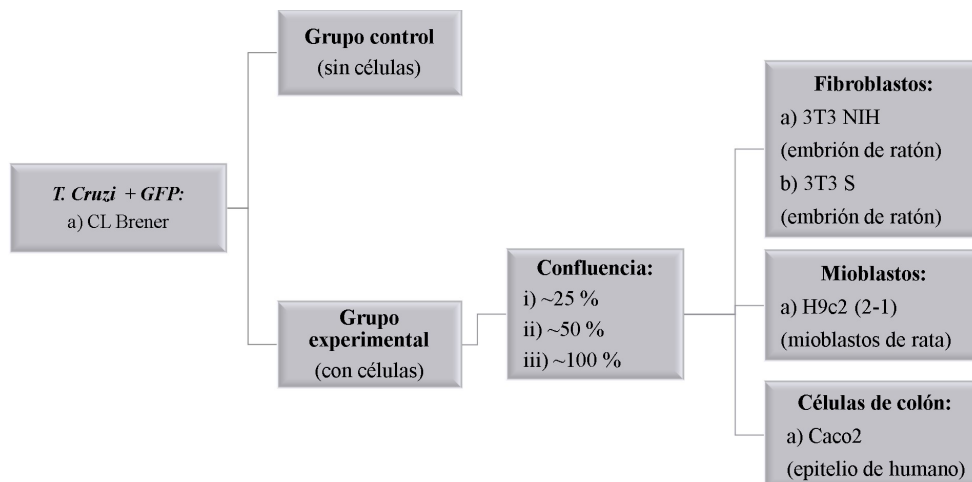 T. Cruzi + GFP:
a) CL Brener
Grupo control
(sin células)
Grupo
experimental
(con células)
Confluencia:
i) ~25 %
ii) ~50 %
iii) ~100 %
Fibroblastos:
a) 3T3 NIH
(embrión de ratón)
b) 3T3 S
(embrión de ratón)
Mioblastos:
a) H9c2 (2-1)
(mioblastos de rata)
Células de colón:
a) Caco2
(epitelio de humano)